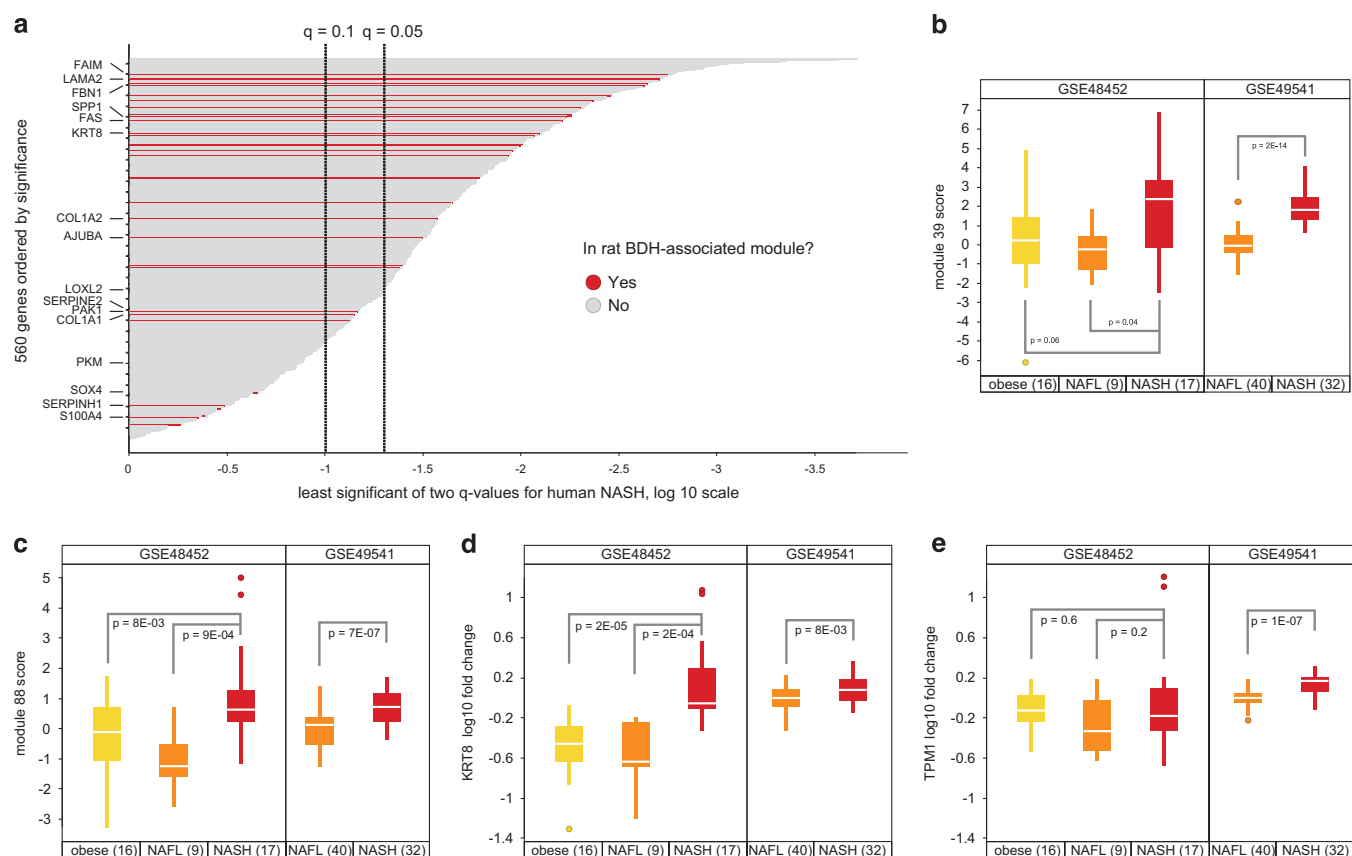 a
q = 0.1 q = 0.05
560 genes ordered by significance
FAIM
LAMA2
FBN1
SPP1
FAS
KRT8
COL1A2
AJUBA
LOXL2
SERPINE2
PAK1
COL1A1
PKM
SOX4
SERPINH1
S100A4
In rat BDH-associated module?
Yes
No
0 -0.5 -1 -1.5 -2 -2.5 -3 -3.5
least significant of two q-values for human NASH, log 10 scale
b
GSE48452 GSE49541
module 39 score
7
6
5
4
3
2
1
0
-1
-2
-3
-4
-5
-6
p = 2E-14
p = 0.04
p = 0.06
obese (16) NAFL (9) NASH (17) NAFL (40) NASH (32)
c
GSE48452 GSE49541
module 88 score
5
4
3
2
1
0
-1
-2
-3
p = 8E-03
p = 9E-04
p = 7E-07
obese (16) NAFL (9) NASH (17) NAFL (40) NASH (32)
d
GSE48452 GSE49541
KRT8 log10 fold change
1
0.6
0.2
-0.2
-0.6
-1
-1.4
p = 2E-05
p = 2E-04
p = 8E-03
obese (16) NAFL (9) NASH (17) NAFL (40) NASH (32)
e
GSE48452 GSE49541
TPM1 log10 fold change
1
0.6
0.2
-0.2
-0.6
-1
-1.4
p = 0.6
p = 0.2
p = 1E-07
obese (16) NAFL (9) NASH (17) NAFL (40) NASH (32)